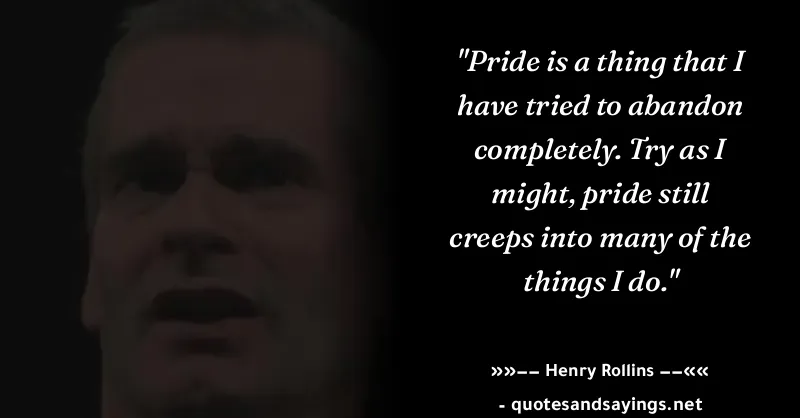 "Pride is a thing that I
have tried to abandon
completely. Try as I
might, pride still
creeps into many of the
things I do."
»»–– Henry Rollins ––««
- quotesandsayings.net